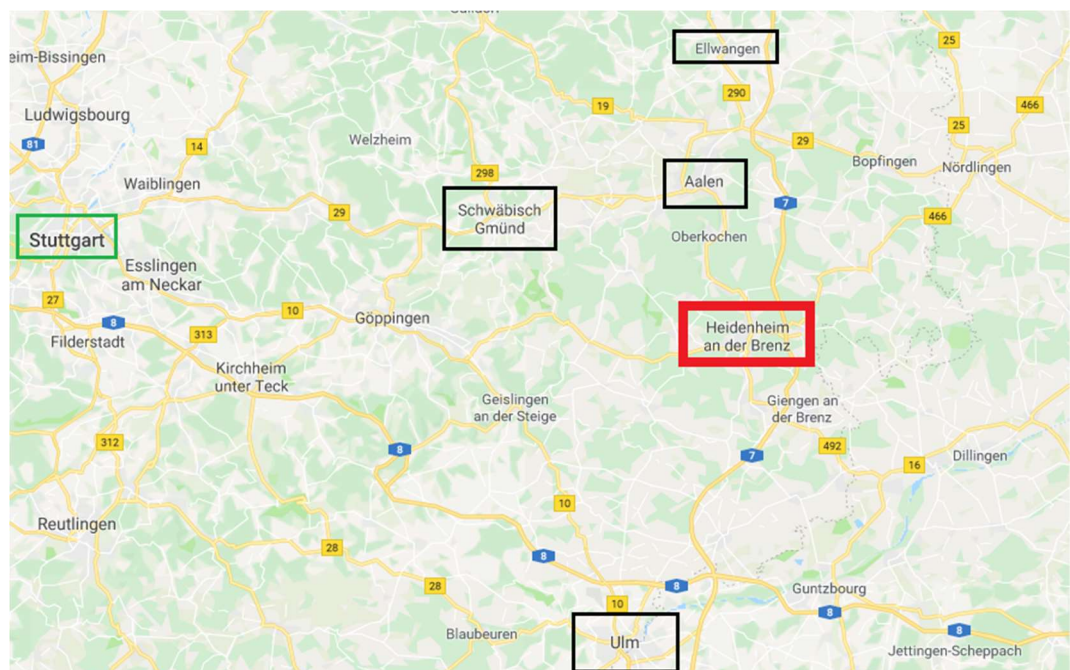 Ellwangen
25
eim-Bissingen
290
19
466
Ludwigsbourg
25
81
14
Welzheim
29
Bopfingen
Nördlingen
298
Waiblingen
Aalen
7
29
Schwäbisch
Gmünd
466
Stuttgart
Oberkochen
Esslingen
am Neckar
27
10
8
Göppingen
Heidenheim
an der Brenz
313
Filderstadt
Kirchheim
unter Teck
Geislingen
an der Steige
Giengen an
der Brenz
312
8
7
492
16
Dillingen
10
Reutlingen
28
8
28
8
Guntzbourg
10
8
Blaubeuren
Ulm
8
Jettingen-Scheppach